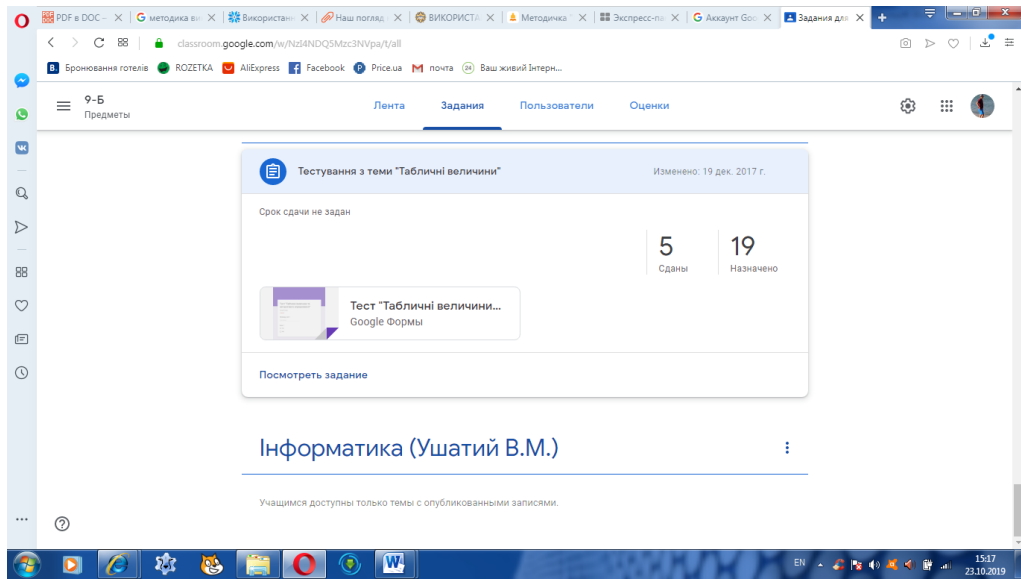 PDF в DOC –
методика ви
Використан
Наш погляд
ВИКОРИСТА
Методичка
Экспресс-па
Аккаунт Goo
Задания для
classroom.google.com/w/NzI4NDQ5Mzc3NVpa/t/all
Бронювання готелів ROZETKA AliExpress Facebook Price.ua почта Ваш живий Інтерн...
9-Б
Предметы
Лента Задания Пользователи Оценки
Тестування з теми "Табличні величини" Изменено: 19 дек. 2017 г.
Срок сдачи не задан
5 19
Сданы Назначено
Тест "Табличні величини...
Google Формы
Посмотреть задание
Інформатика (Ушатий В.М.)
Учащимся доступны только темы с опубликованными записями.
EN 15:17
23.10.2019